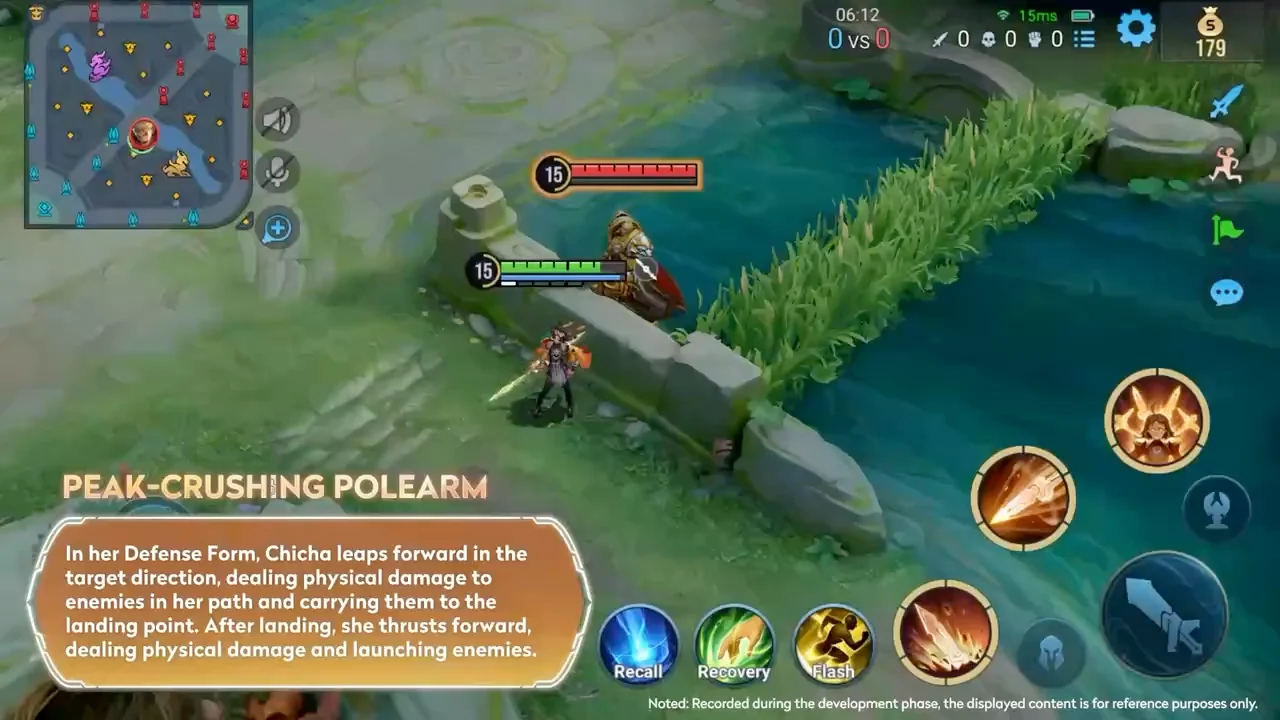 06:12
15ms
0 vs 0
0 0 0
S
179
15
15
PEAK-CRUSHING POLEARM
In her Defense Form, Chicha leaps forward in the
target direction, dealing physical damage to
enemies in her path and carrying them to the
landing point. After landing, she thrusts forward,
dealing physical damage and launching enemies.
Recall Recovery Flash
Noted: Recorded during the development phase, the displayed content is for reference purposes only.